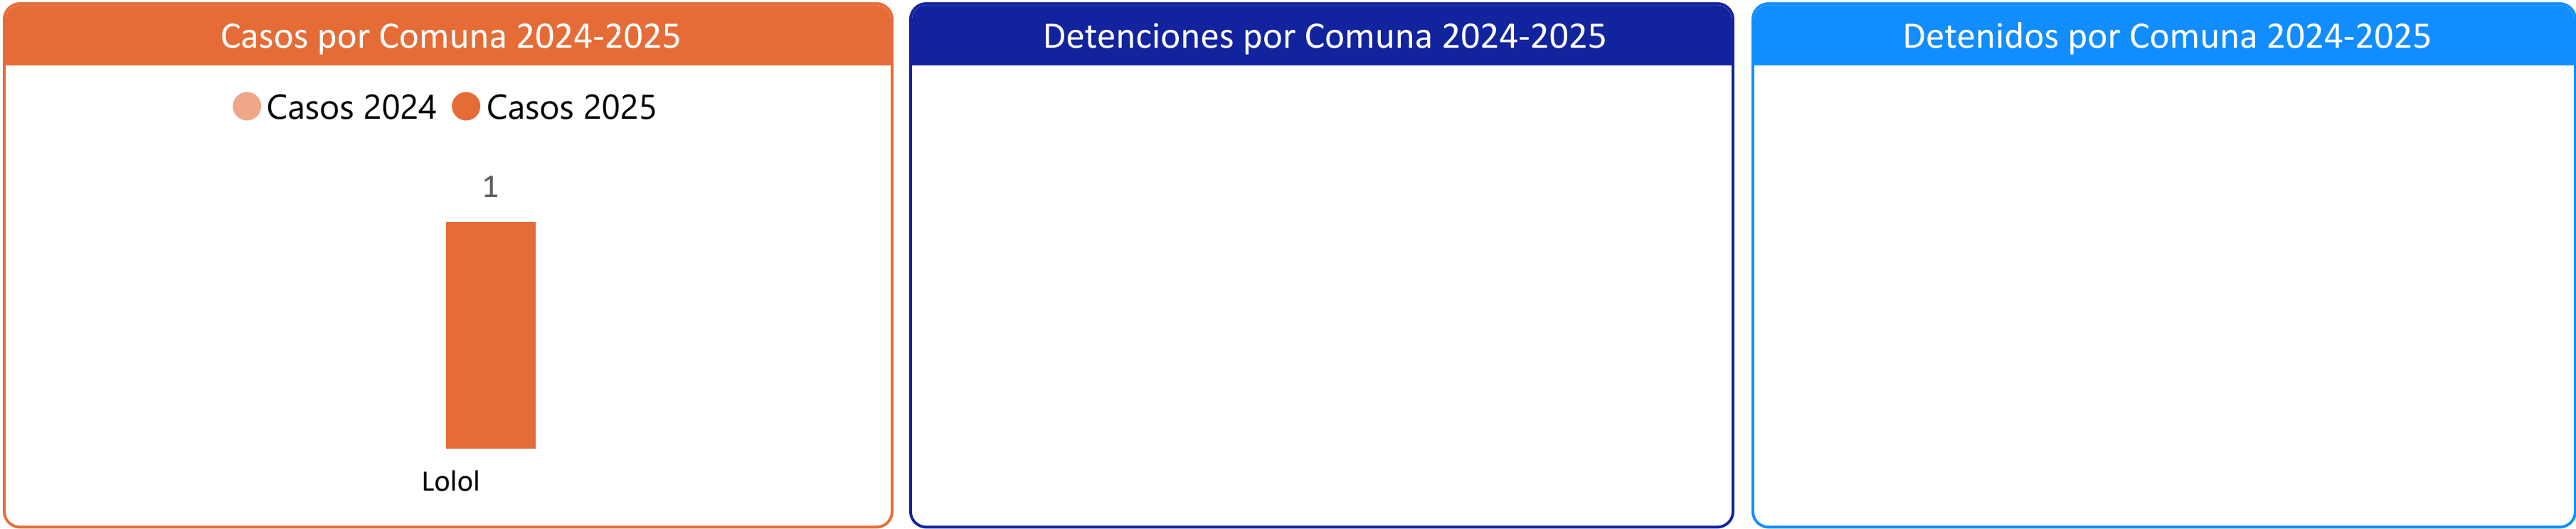 Casos por Comuna 2024-2025
Casos 2024 Casos 2025
1
Lolol
Detenciones por Comuna 2024-2025
Detenidos por Comuna 2024-2025